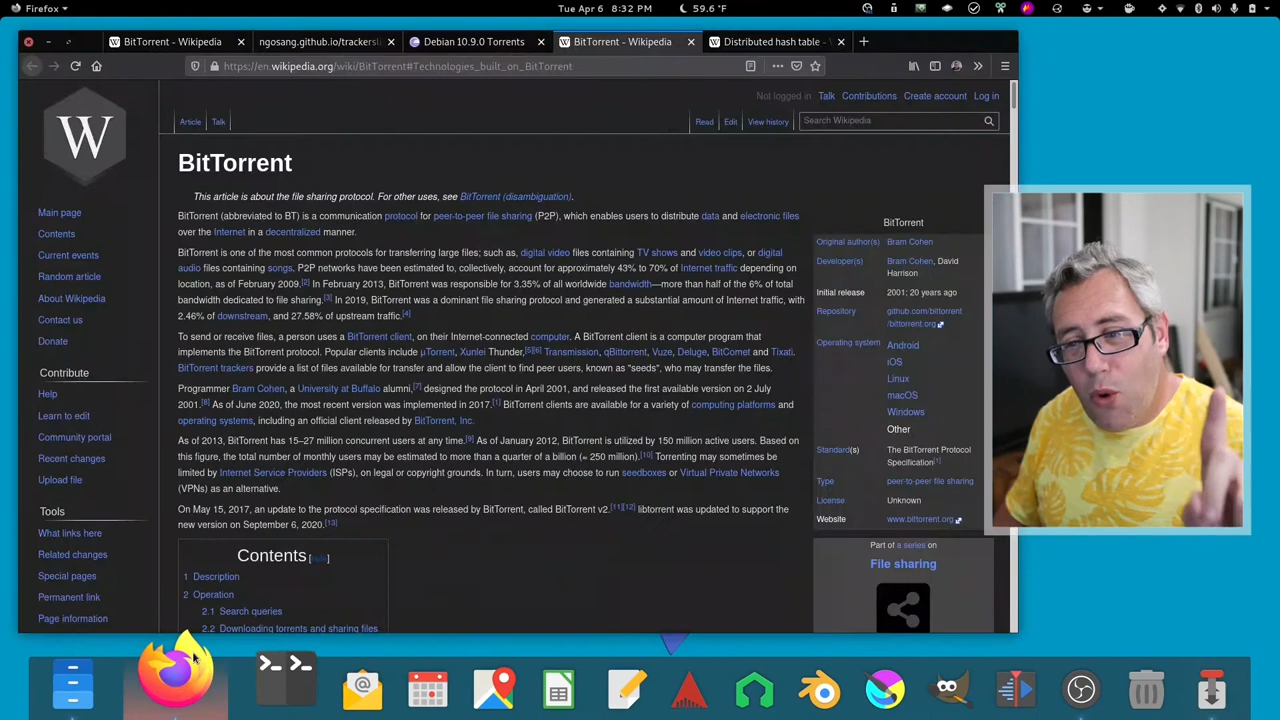 Firefox
Tue Apr 6 8:32 PM
59.6°F
BitTorrent - Wikipedia
ngosang.github.io/trackersli
Debian 10.9.0 Torrents
BitTorrent - Wikipedia
Distributed hash table -
https://en.wikipedia.org/wiki/BitTorrent#Technologies_built_on_BitTorrent
Not logged in Talk Contributions Create account Log in
Article Talk
Read Edit View history
Search Wikipedia
W
Main page
Contents
Current events
Random article
About Wikipedia
Contact us
Donate
Contribute
Help
Learn to edit
Community portal
Recent changes
Upload file
Tools
What links here
Related changes
Special pages
Permanent link
Page information
BitTorrent
This article is about the file sharing protocol. For other uses, see BitTorrent (disambiguation).
BitTorrent (abbreviated to BT) is a communication protocol for peer-to-peer file sharing (P2P), which enables users to distribute data and electronic files
over the Internet in a decentralized manner.
BitTorrent is one of the most common protocols for transferring large files; such as, digital video files containing TV shows and video clips, or digital
audio files containing songs. P2P networks have been estimated to, collectively, account for approximately 43% to 70% of Internet traffic depending on
location, as of February 2009.[2] In February 2013, BitTorrent was responsible for 3.35% of all worldwide bandwidth—more than half of the 6% of total
bandwidth dedicated to file sharing.[3] In 2019, BitTorrent was a dominant file sharing protocol and generated a substantial amount of Internet traffic, with
2.46% of downstream, and 27.58% of upstream traffic.[4]
To send or receive files, a person uses a BitTorrent client, on their Internet-connected computer. A BitTorrent client is a computer program that
implements the BitTorrent protocol. Popular clients include μTorrent, Xunlei Thunder,[5][6] Transmission, qBittorrent, Vuze, Deluge, BitComet and Tixati.
BitTorrent trackers provide a list of files available for transfer and allow the client to find peer users, known as "seeds", who may transfer the files.
Programmer Bram Cohen, a University at Buffalo alumni,[7] designed the protocol in April 2001, and released the first available version on 2 July
2001.[8] As of June 2020, the most recent version was implemented in 2017.[1] BitTorrent clients are available for a variety of computing platforms and
operating systems, including an official client released by BitTorrent, Inc.
As of 2013, BitTorrent has 15–27 million concurrent users at any time.[9] As of January 2012, BitTorrent is utilized by 150 million active users. Based on
this figure, the total number of monthly users may be estimated to more than a quarter of a billion (≈ 250 million).[10] Torrenting may sometimes be
limited by Internet Service Providers (ISPs), on legal or copyright grounds. In turn, users may choose to run seedboxes or Virtual Private Networks
(VPNs) as an alternative.
On May 15, 2017, an update to the protocol specification was released by BitTorrent, called BitTorrent v2.[11][12] libtorrent was updated to support the
new version on September 6, 2020.[13]
Contents [hide]
1 Description
2 Operation
2.1 Search queries
2.2 Downloading torrents and sharing files
BitTorrent
Original author(s) Bram Cohen
Developer(s) Bram Cohen, David
Harrison
Initial release 2001; 20 years ago
Repository github.com/bittorrent
/bittorrent.org
Operating system Android
iOS
Linux
macOS
Windows
Other
Standard(s) The BitTorrent Protocol
Specification[1]
Type peer-to-peer file sharing
License Unknown
Website www.bittorrent.org
Part of a series on
File sharing